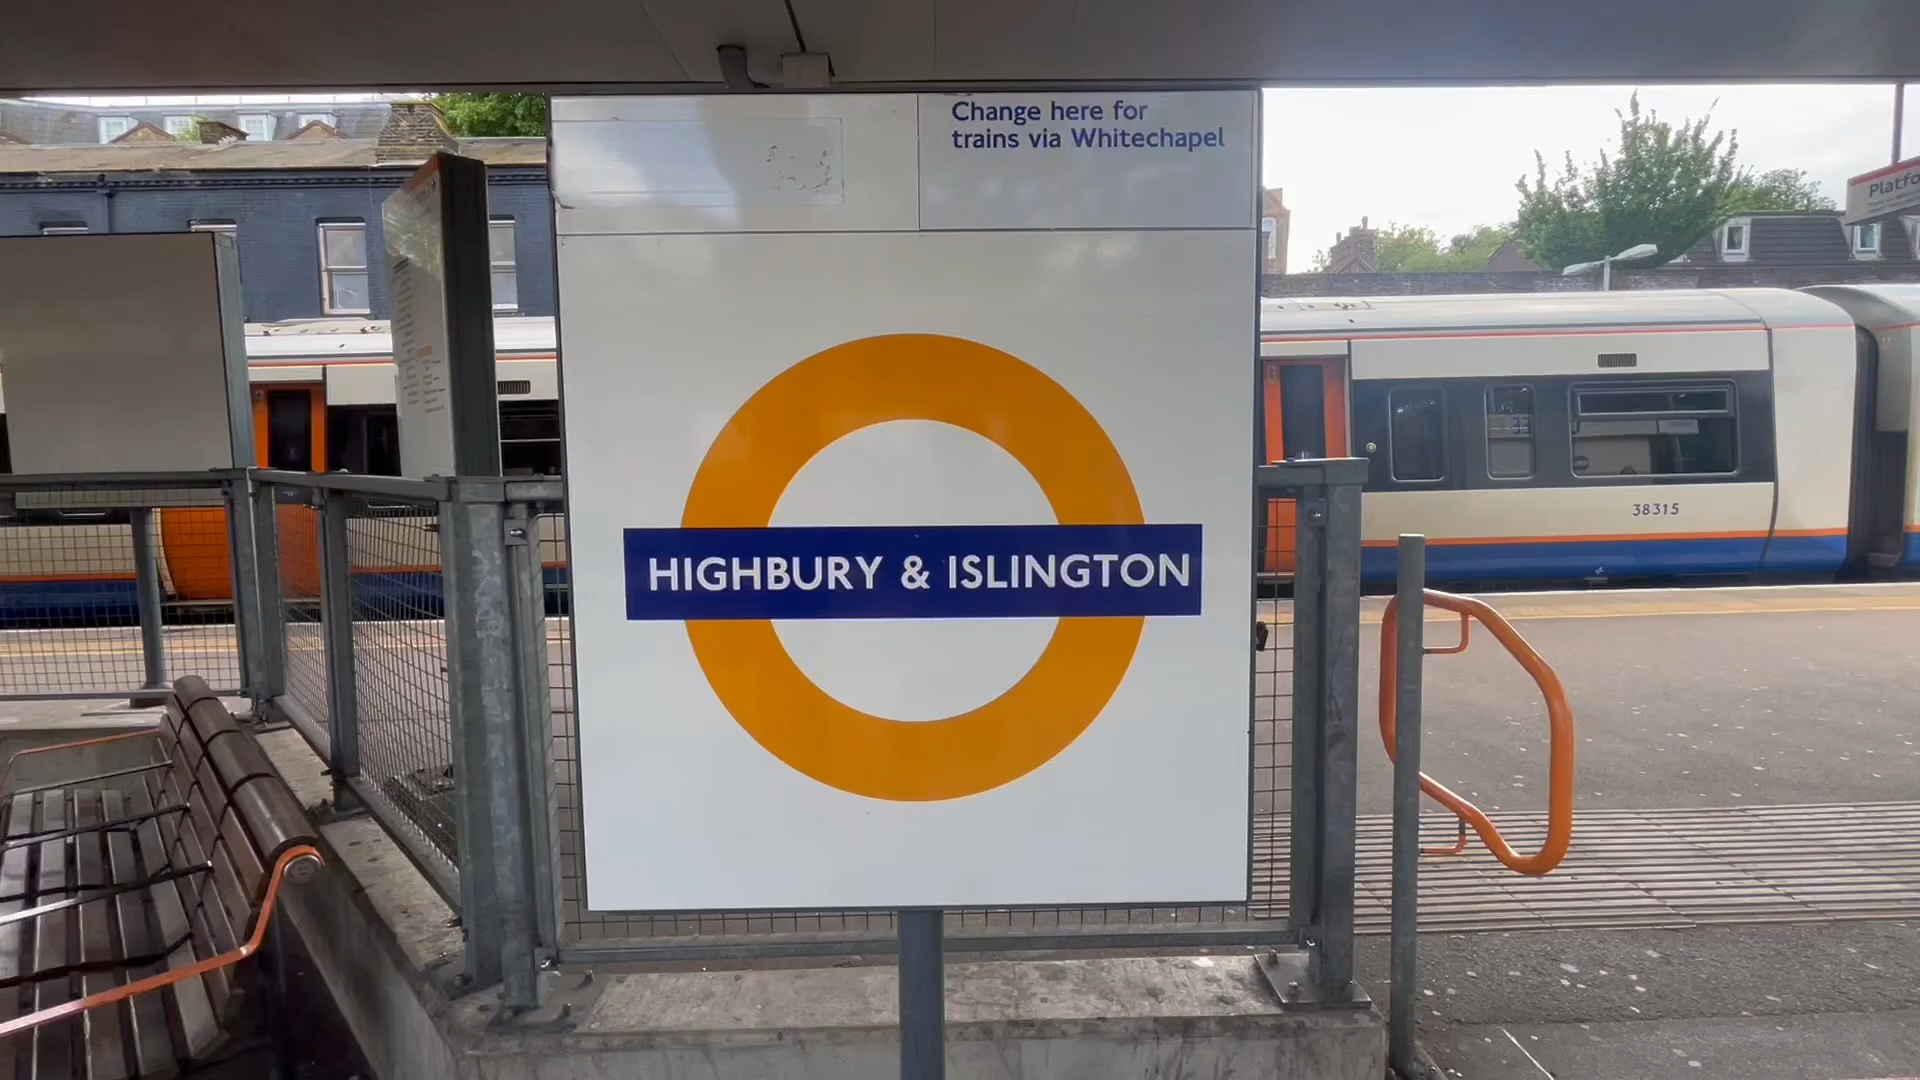 Change here for
trains via Whitechapel
Platfo
HIGHBURY & ISLINGTON
38315